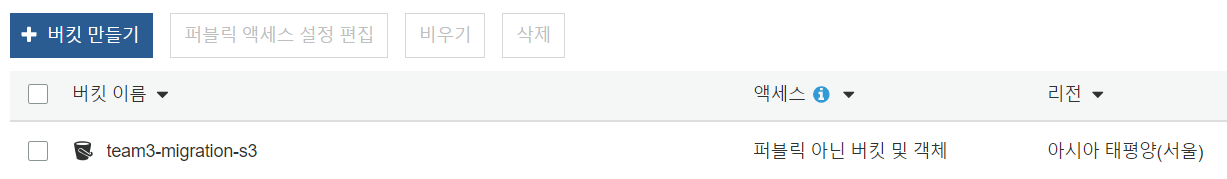 버킷 만들기 퍼블릭 액세스 설정 편집 비우기 삭제
버킷 이름 액세스 리전
team3-migration-s3 퍼블릭 아닌 버킷 및 객체 아시아 태평양(서울)